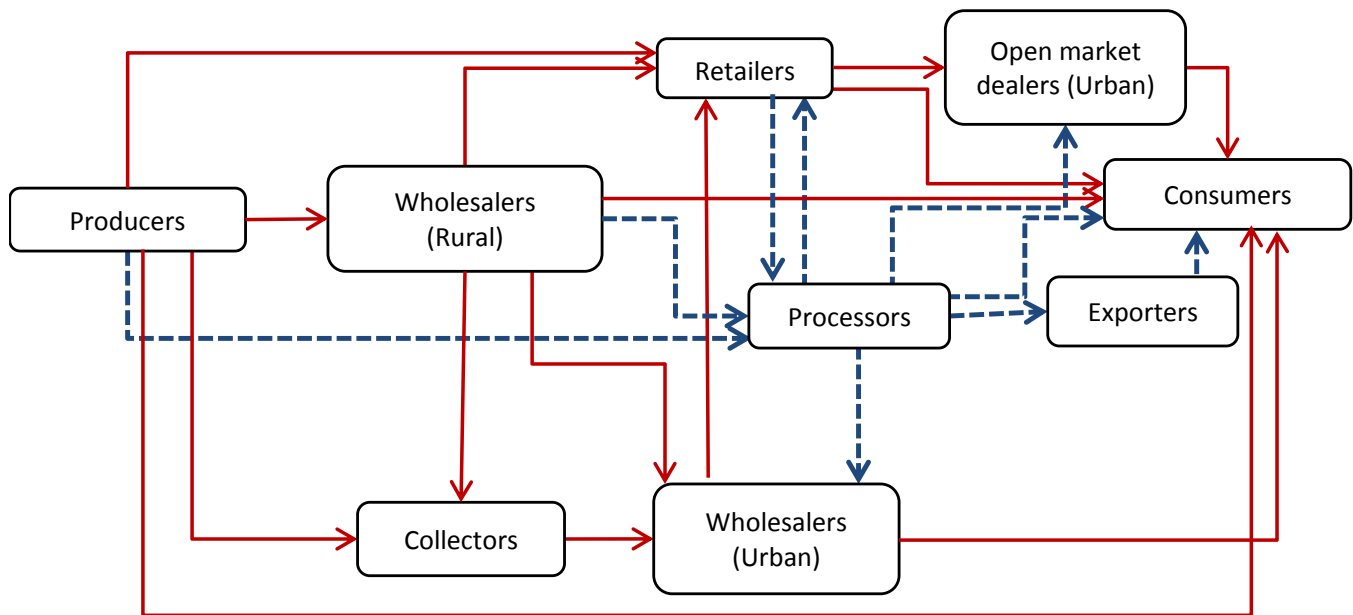 Retailers
Open market
dealers (Urban)
Producers
Wholesalers
(Rural)
Consumers
Processors
Exporters
Collectors
Wholesalers
(Urban)